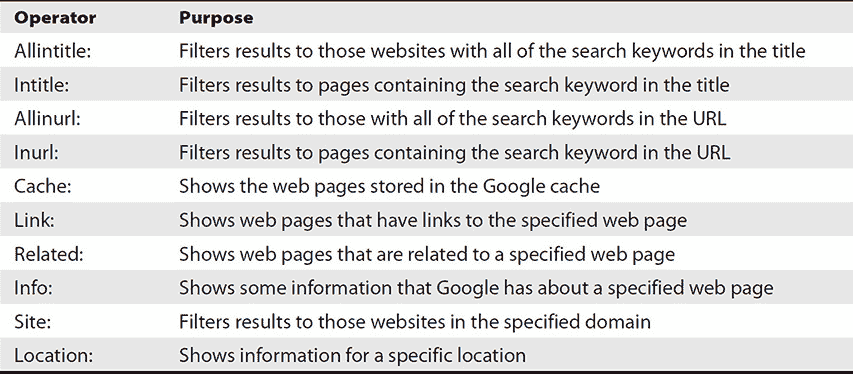 Operator Purpose
Allintitle: Filters results to those websites with all of the search keywords in the title
Intitle: Filters results to pages containing the search keyword in the title
Allinurl: Filters results to those with all of the search keywords in the URL
Inurl: Filters results to pages containing the search keyword in the URL
Cache: Shows the web pages stored in the Google cache
Link: Shows web pages that have links to the specified web page
Related: Shows web pages that are related to a specified web page
Info: Shows some information that Google has about a specified web page
Site: Filters results to those websites in the specified domain
Location: Shows information for a specific location